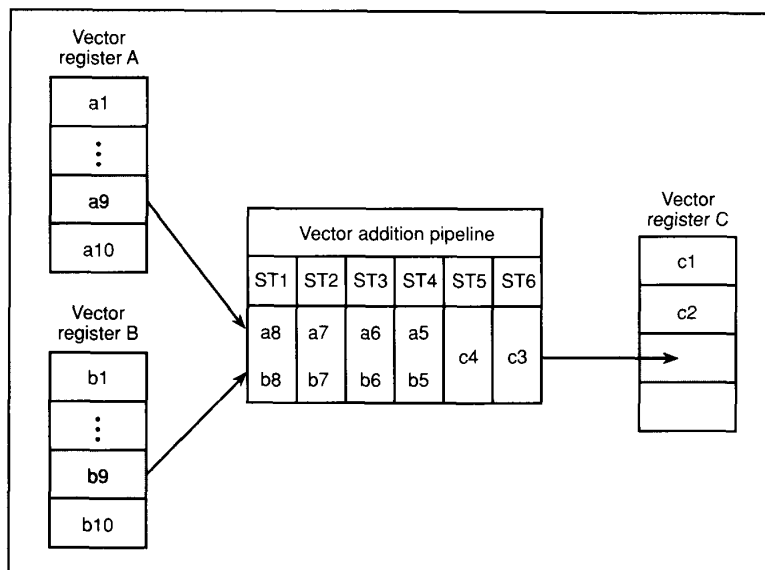 Vector
register A
a1
⋮
a9
a10
Vector
register B
b1
⋮
b9
b10
Vector addition pipeline
ST1 ST2 ST3 ST4 ST5 ST6
a8 a7 a6 a5
c4 c3
b8 b7 b6 b5
Vector
register C
c1
c2